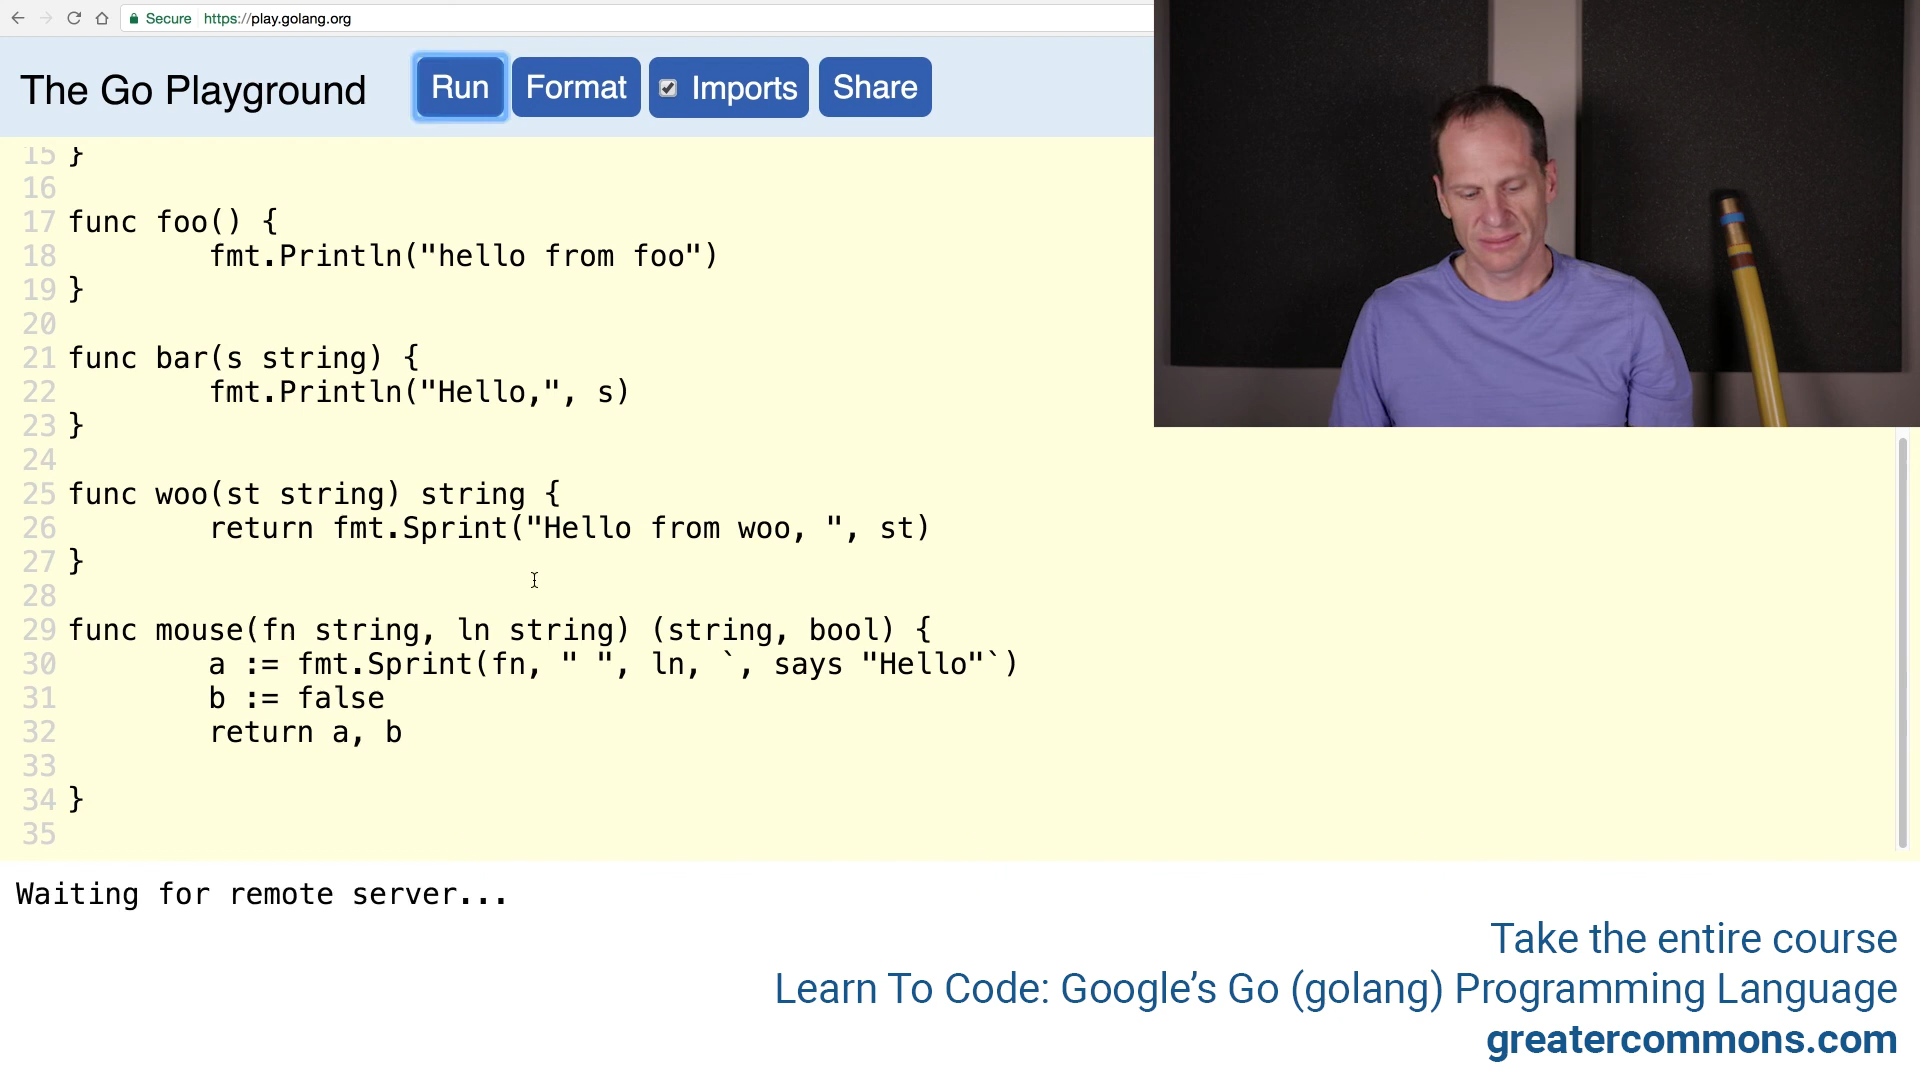 Secure https://play.golang.org
The Go Playground Run Format Imports Share
15 }
16
17 func foo() {
18 fmt.Println("hello from foo")
19 }
20
21 func bar(s string) {
22 fmt.Println("Hello,", s)
23 }
24
25 func woo(st string) string {
26 return fmt.Sprint("Hello from woo, ", st)
27 }
28
29 func mouse(fn string, ln string) (string, bool) {
30 a := fmt.Sprint(fn, " ", ln, `, says "Hello"`)
31 b := false
32 return a, b
33
34 }
35
Waiting for remote server...
Take the entire course
Learn To Code: Google’s Go (golang) Programming Language
greatercommons.com